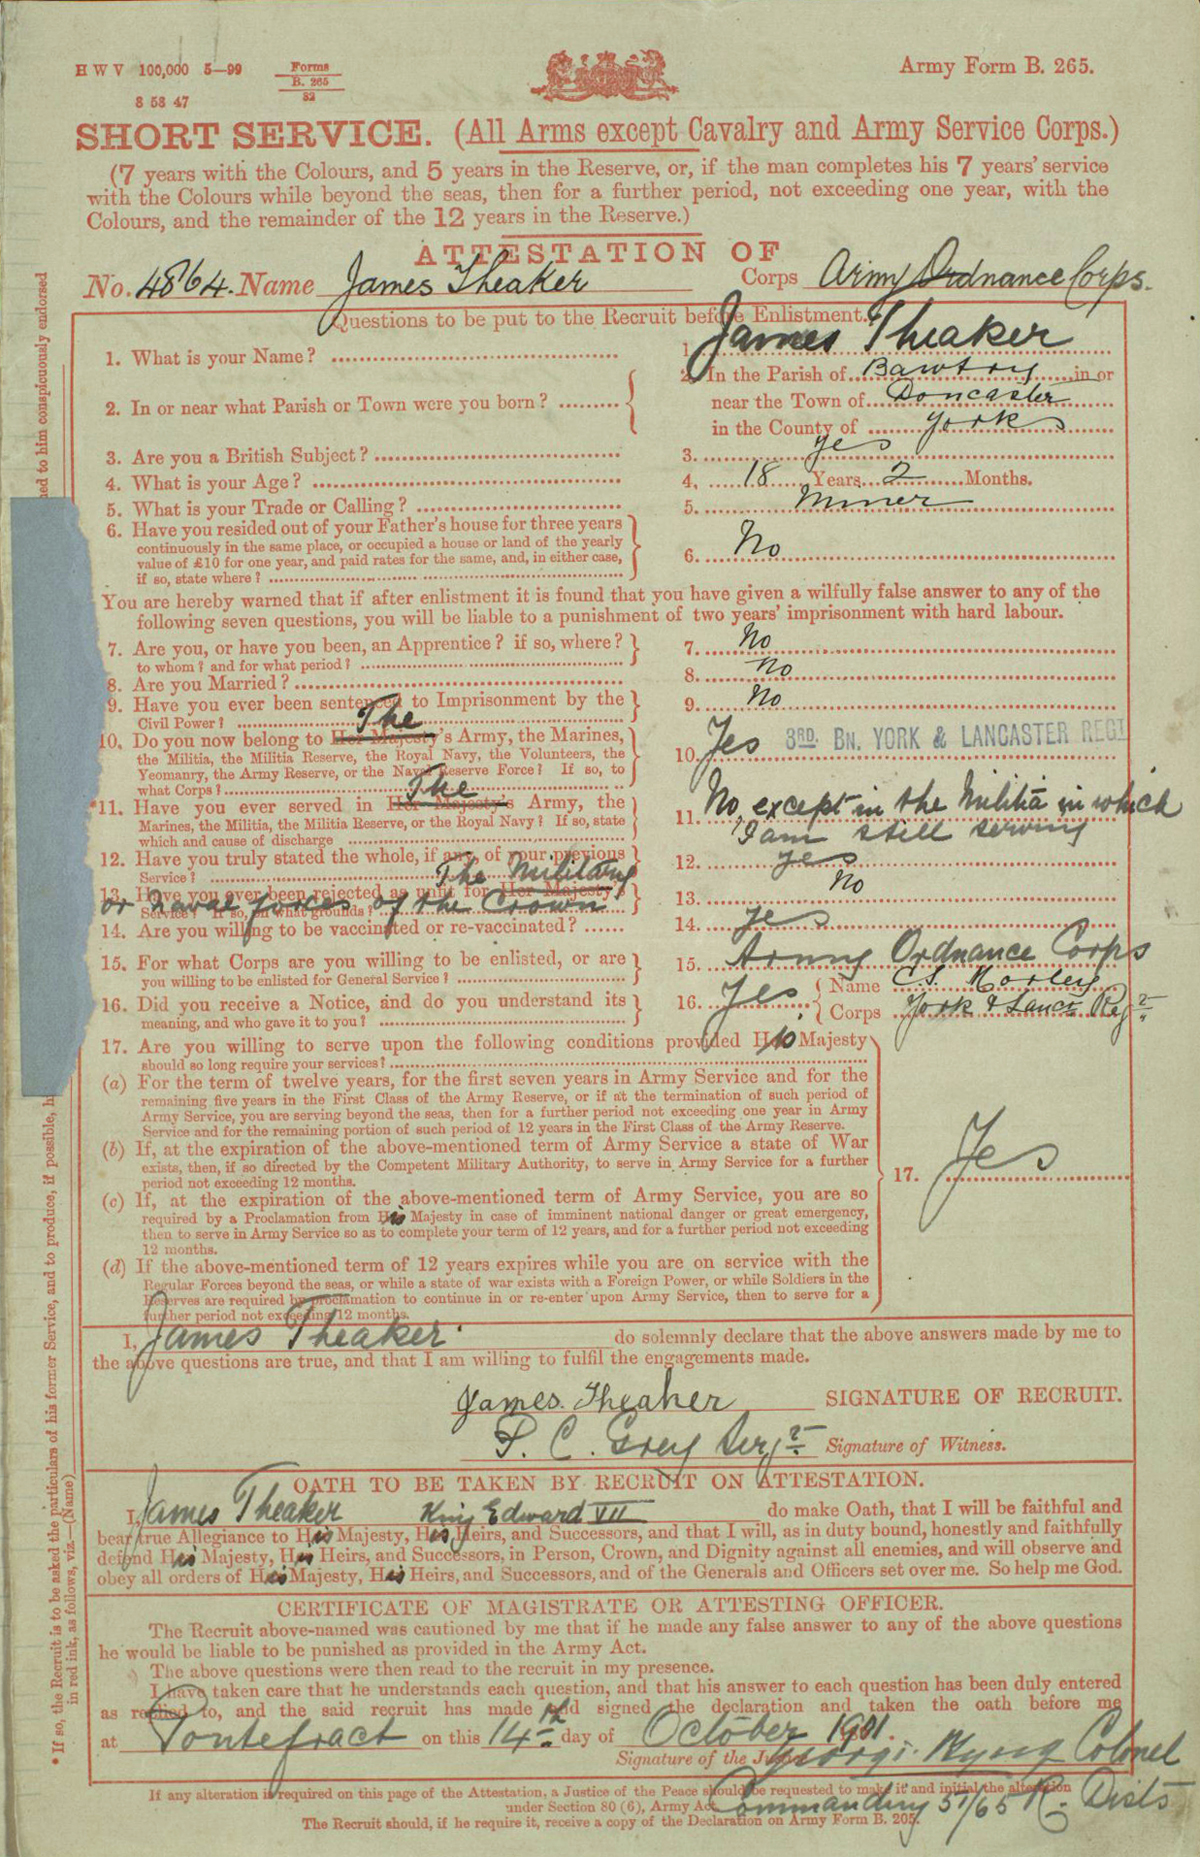 H W V 100,000 5—99 Forms B. 265 32
8 58 47
Army Form B. 265.
SHORT SERVICE. (All Arms except Cavalry and Army Service Corps.)
(7 years with the Colours, and 5 years in the Reserve, or, if the man completes his 7 years' service
with the Colours while beyond the seas, then for a further period, not exceeding one year, with the
Colours, and the remainder of the 12 years in the Reserve.)
ATTESTATION OF
No. 4864. Name James Theaker Corps Army Ordnance Corps.
Questions to be put to the Recruit before Enlistment.
1. What is your Name? 1. James Theaker
2. In or near what Parish or Town were you born? 2. In the Parish of Bawtry in or
near the Town of Doncaster
in the County of Yorks
3. Are you a British Subject? 3. Yes
4. What is your Age? 4. 18 Years 2 Months.
5. What is your Trade or Calling? 5. Miner
6. Have you resided out of your Father's house for three years
continuously in the same place, or occupied a house or land of the yearly
value of £10 for one year, and paid rates for the same, and, in either case,
if so, state where? 6. No
You are hereby warned that if after enlistment it is found that you have given a wilfully false answer to any of the
following seven questions, you will be liable to a punishment of two years' imprisonment with hard labour.
7. Are you, or have you been, an Apprentice? if so, where? 7. No
to whom? and for what period?
8. Are you Married? 8. No
9. Have you ever been sentenced to Imprisonment by the 9. No
Civil Power?
The
10. Do you now belong to Her Majesty's Army, the Marines,
the Militia, the Militia Reserve, the Royal Navy, the Volunteers, the
Yeomanry, the Army Reserve, or the Naval Reserve Force? If so, to
what Corps? 10. Yes 3RD. BN. YORK & LANCASTER REGT
The
11. Have you ever served in Her Majesty's Army, the
Marines, the Militia, the Militia Reserve, or the Royal Navy? If so, state
which and cause of discharge 11. No, except in the Militia in which
I am still serving
12. Have you truly stated the whole, if any, of your previous
Service? 12. Yes
The Military
13. Have you ever been rejected as unfit for Her Majesty's
or Naval forces of the Crown
Service? If so, on what grounds? 13. No
14. Are you willing to be vaccinated or re-vaccinated? 14. Yes
15. For what Corps are you willing to be enlisted, or are
you willing to be enlisted for General Service? 15. Army Ordnance Corps
16. Did you receive a Notice, and do you understand its
meaning, and who gave it to you? 16. Yes Name C.S. Morley
Corps York & Lancr Regt
17. Are you willing to serve upon the following conditions provided His Majesty
should so long require your services?
(a) For the term of twelve years, for the first seven years in Army Service and for the
remaining five years in the First Class of the Army Reserve, or if at the termination of such period of
Army Service, you are serving beyond the seas, then for a further period not exceeding one year in Army
Service and for the remaining portion of such period of 12 years in the First Class of the Army Reserve.
(b) If, at the expiration of the above-mentioned term of Army Service a state of War
exists, then, if so directed by the Competent Military Authority, to serve in Army Service for a further
period not exceeding 12 months.
17. Yes
(c) If, at the expiration of the above-mentioned term of Army Service, you are so
required by a Proclamation from His Majesty in case of imminent national danger or great emergency,
then to serve in Army Service so as to complete your term of 12 years, and for a further period not exceeding
12 months.
(d) If the above-mentioned term of 12 years expires while you are on service with the
Regular Forces beyond the seas, or while a state of war exists with a Foreign Power, or while Soldiers in the
Reserves are required by proclamation to continue in or re-enter upon Army Service, then to serve for a
further period not exceeding 12 months.
I, James Theaker do solemnly declare that the above answers made by me to
the above questions are true, and that I am willing to fulfil the engagements made.
James Theaker SIGNATURE OF RECRUIT.
P. C. Grey Sergt Signature of Witness.
OATH TO BE TAKEN BY RECRUIT ON ATTESTATION.
I, James Theaker King Edward VII do make Oath, that I will be faithful and
bear true Allegiance to His Majesty, His Heirs, and Successors, and that I will, as in duty bound, honestly and faithfully
defend His Majesty, His Heirs, and Successors, in Person, Crown, and Dignity against all enemies, and will observe and
obey all orders of His Majesty, His Heirs, and Successors, and of the Generals and Officers set over me. So help me God.
CERTIFICATE OF MAGISTRATE OR ATTESTING OFFICER.
The Recruit above-named was cautioned by me that if he made any false answer to any of the above questions
he would be liable to be punished as provided in the Army Act.
The above questions were then read to the recruit in my presence.
I have taken care that he understands each question, and that his answer to each question has been duly entered
as replied to, and the said recruit has made and signed the declaration and taken the oath before me
at Pontefract on this 14th day of October 1901.
Signature of the Colonel
Commanding 51/65 R. Dists
If any alteration is required on this page of the Attestation, a Justice of the Peace should be requested to make it and initial the alteration
under Section 80 (6), Army Act
The Recruit should, if he require it, receive a copy of the Declaration on Army Form B. 205.
* If so, the Recruit is to be asked the particulars of his former Service, and to produce, if possible, to him conspicuously endorsed
in red ink, as follows, viz.—(Name)